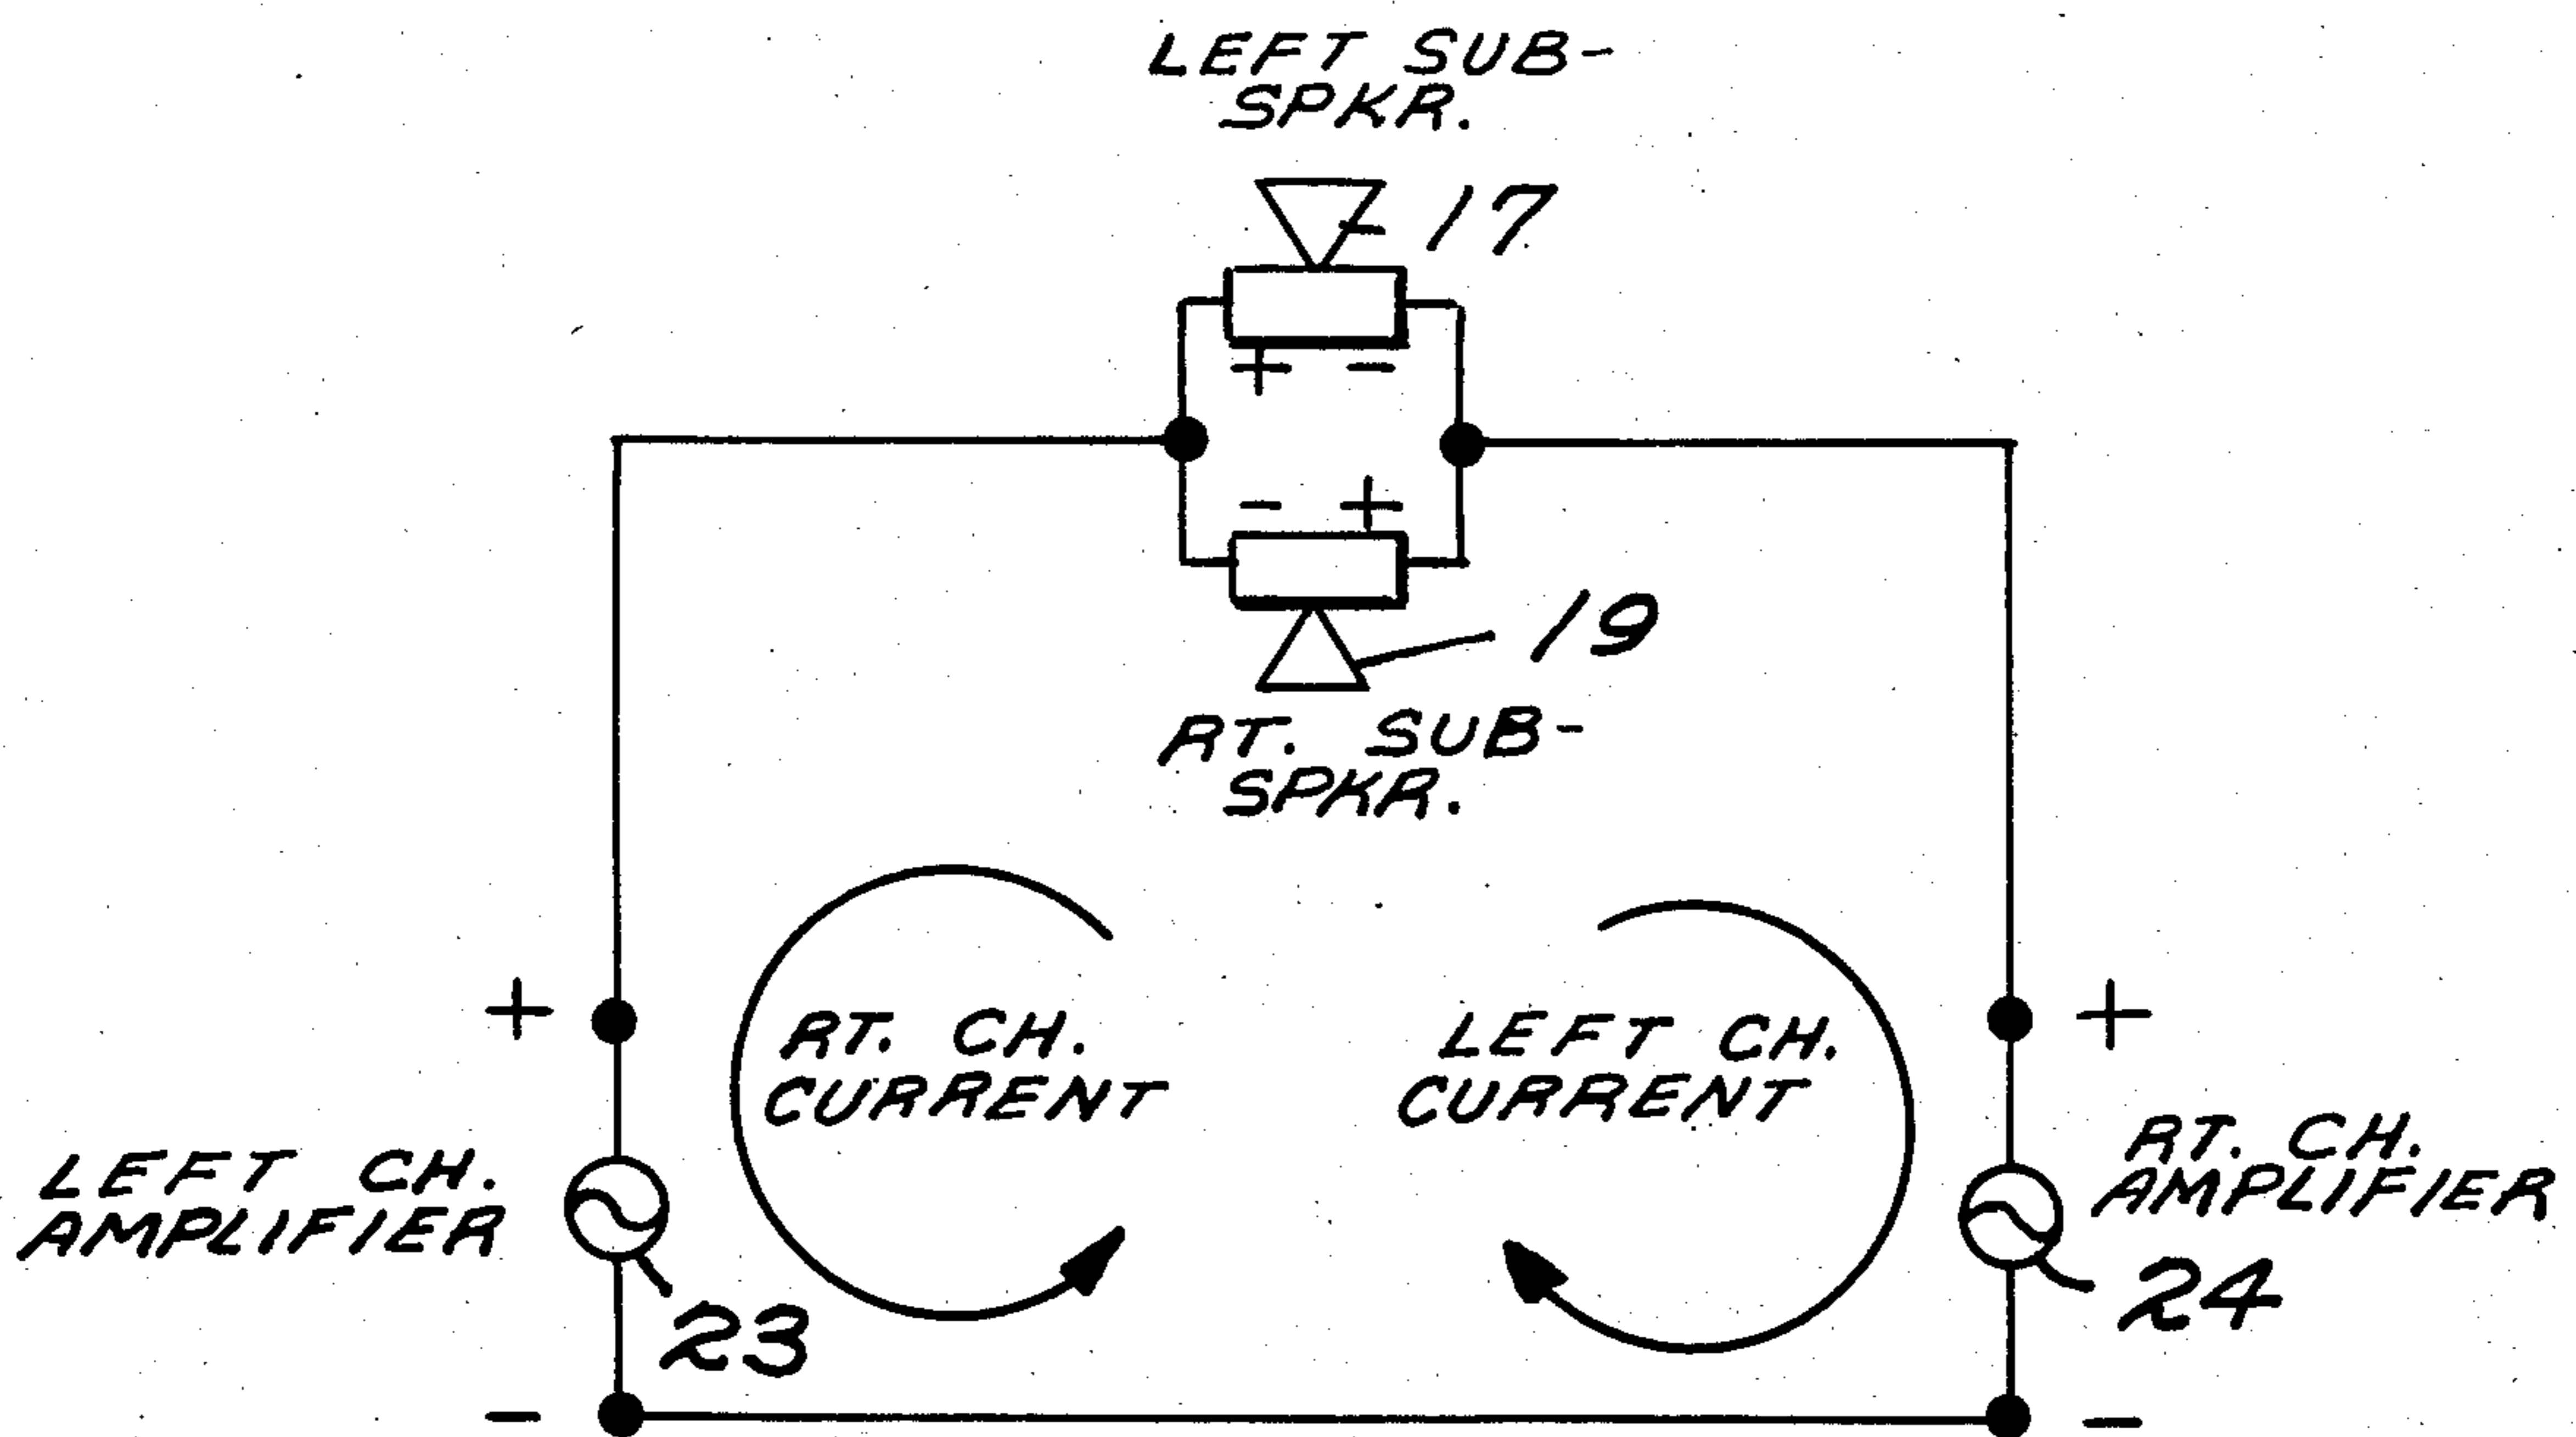 LEFT SUB-
SPKR.
17
+ -
- +
19
RT. SUB-
SPKR.
+
RT. CH.
CURRENT
LEFT CH.
CURRENT
+
LEFT CH.
AMPLIFIER
23
RT. CH.
AMPLIFIER
24
-
-